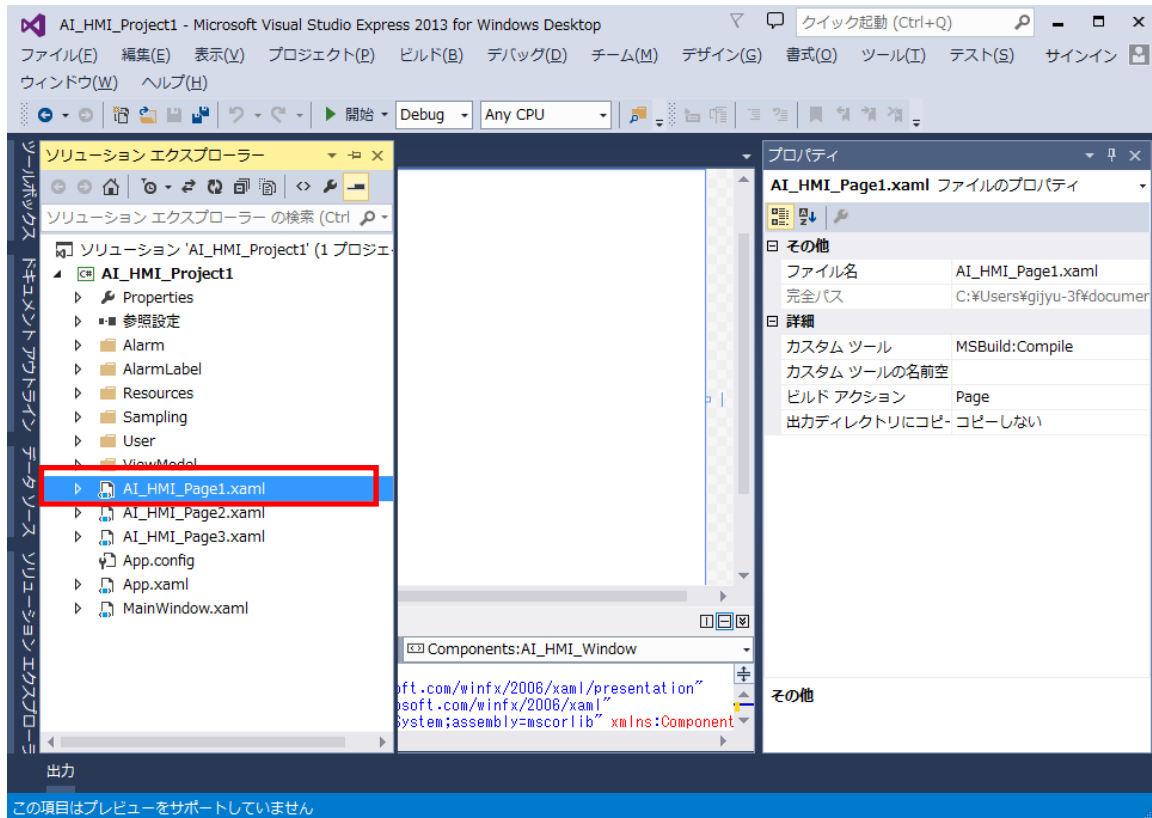 AI_HMI_Project1 - Microsoft Visual Studio Express 2013 for Windows Desktop
クイック起動 (Ctrl+Q)
ファイル(F) 編集(E) 表示(V) プロジェクト(P) ビルド(B) デバッグ(D) チーム(M) デザイン(G) 書式(O) ツール(T) テスト(S) サインイン
ウィンドウ(W) ヘルプ(H)
開始 Debug Any CPU
ツールボックス
ドキュメント アウトライン
データ ソース
ソリューション エクスプローラ
ソリューション エクスプローラー
ソリューション エクスプローラー の検索 (Ctrl
ソリューション 'AI_HMI_Project1' (1 プロジェ
AI_HMI_Project1
Properties
参照設定
Alarm
AlarmLabel
Resources
Sampling
User
ViewModel
AI_HMI_Page1.xaml
AI_HMI_Page2.xaml
AI_HMI_Page3.xaml
App.config
App.xaml
MainWindow.xaml
Components:AI_HMI_Window
oft.com/winfx/2006/xaml/presentation"
osoft.com/winfx/2006/xaml"
System;assembly=mscorlib" xmlns:Component
プロパティ
AI_HMI_Page1.xaml ファイルのプロパティ
その他
ファイル名 AI_HMI_Page1.xaml
完全パス C:¥Users¥gijyu-3f¥documer
詳細
カスタム ツール MSBuild:Compile
カスタム ツールの名前空
ビルド アクション Page
出力ディレクトリにコピー コピーしない
その他
出力
この項目はプレビューをサポートしていません